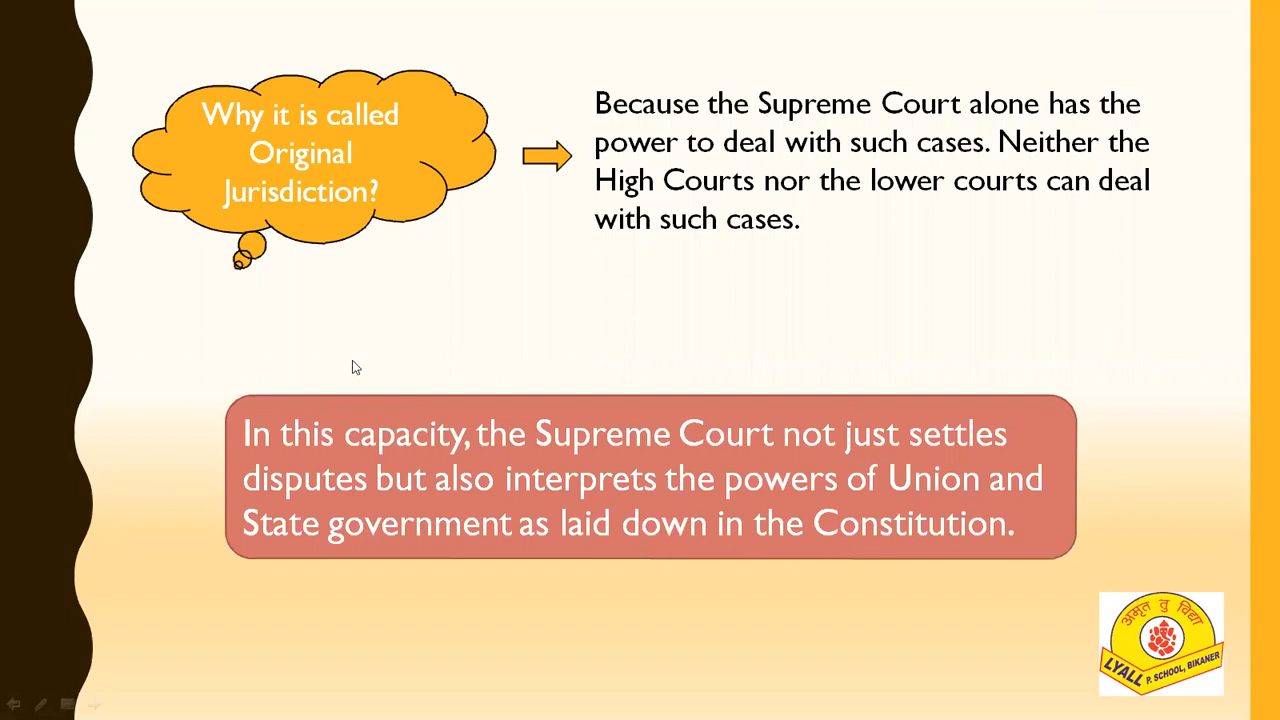 Why it is called
Original
Jurisdiction?
Because the Supreme Court alone has the
power to deal with such cases. Neither the
High Courts nor the lower courts can deal
with such cases.
In this capacity, the Supreme Court not just settles
disputes but also interprets the powers of Union and
State government as laid down in the Constitution.
अमृतं तु विद्या
LYALL P. SCHOOL, BIKANER